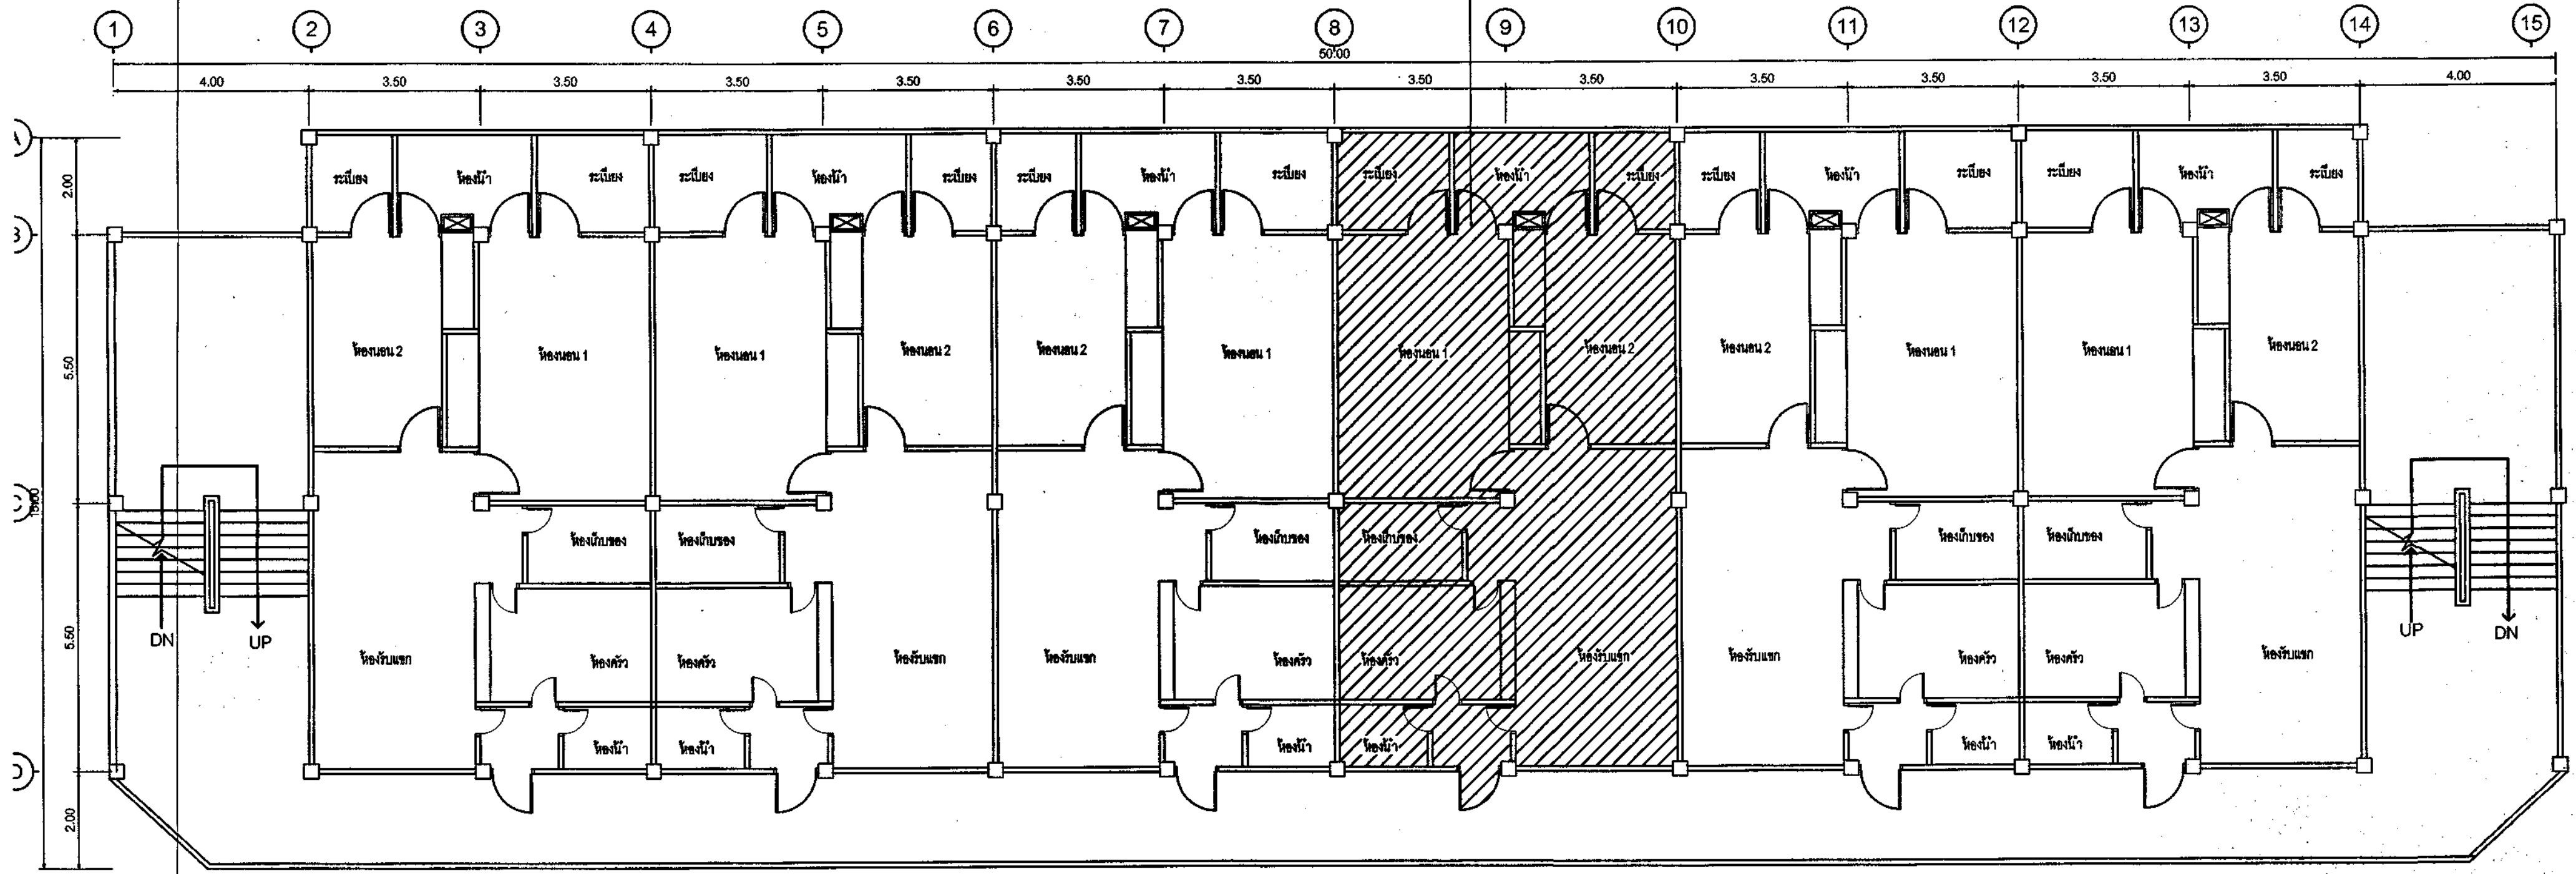 1 2 3 4 5 6 7 8 9 10 11 12 13 14 15
50.00
4.00 3.50 3.50 3.50 3.50 3.50 3.50 3.50 3.50 3.50 3.50 3.50 3.50 4.00
A
2.00
ระเบียง ห้องน้ำ ระเบียง ระเบียง ห้องน้ำ ระเบียง ระเบียง ห้องน้ำ ระเบียง ระเบียง ห้องน้ำ ระเบียง ระเบียง ห้องน้ำ ระเบียง ระเบียง ห้องน้ำ ระเบียง
B
5.50
ห้องนอน 2 ห้องนอน 1 ห้องนอน 1 ห้องนอน 2 ห้องนอน 2 ห้องนอน 1 ห้องนอน 1 ห้องนอน 2 ห้องนอน 2 ห้องนอน 1 ห้องนอน 1 ห้องนอน 2
C
ห้องเก็บของ ห้องเก็บของ ห้องเก็บของ ห้องเก็บของ ห้องเก็บของ ห้องเก็บของ
5.50
DN UP UP DN
ห้องรับแขก ห้องครัว ห้องครัว ห้องรับแขก ห้องรับแขก ห้องครัว ห้องครัว ห้องรับแขก ห้องรับแขก ห้องครัว ห้องครัว ห้องรับแขก
ห้องน้ำ ห้องน้ำ ห้องน้ำ ห้องน้ำ ห้องน้ำ ห้องน้ำ
D
2.00